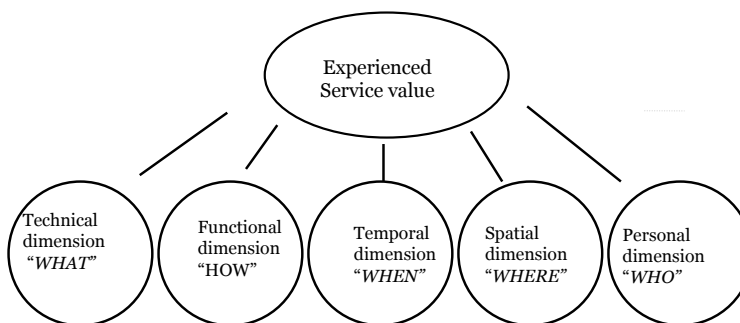 Experienced
Service value
Technical
dimension
“WHAT”
Functional
dimension
“HOW”
Temporal
dimension
“WHEN”
Spatial
dimension
“WHERE”
Personal
dimension
“WHO”